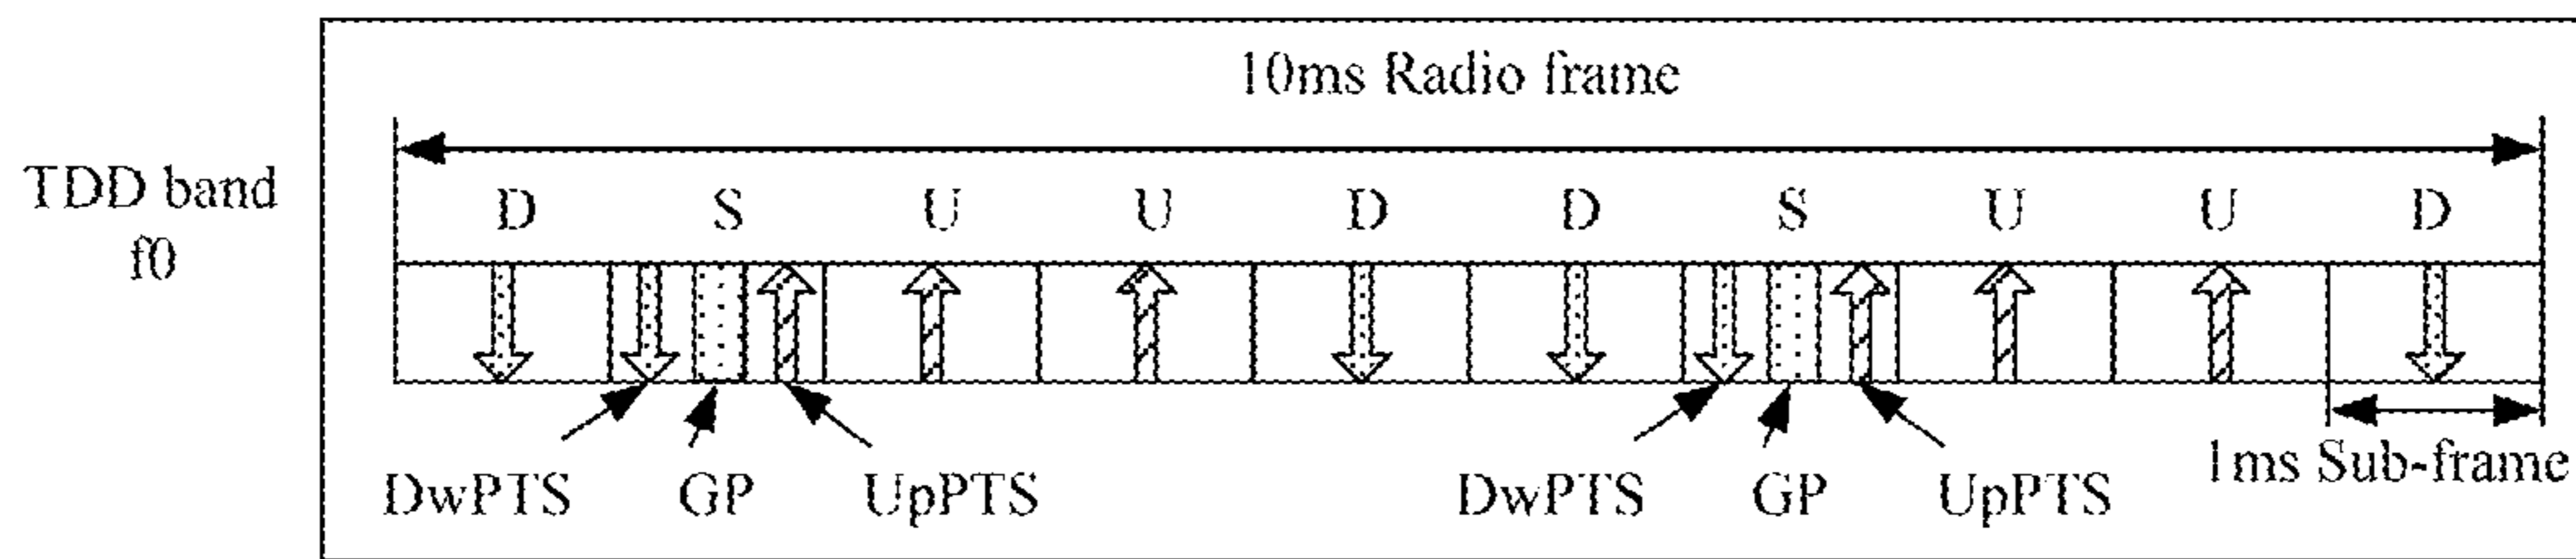 10ms Radio frame
TDD band
f0
D S U U D D S U U D
DwPTS GP UpPTS DwPTS GP UpPTS 1ms Sub-frame